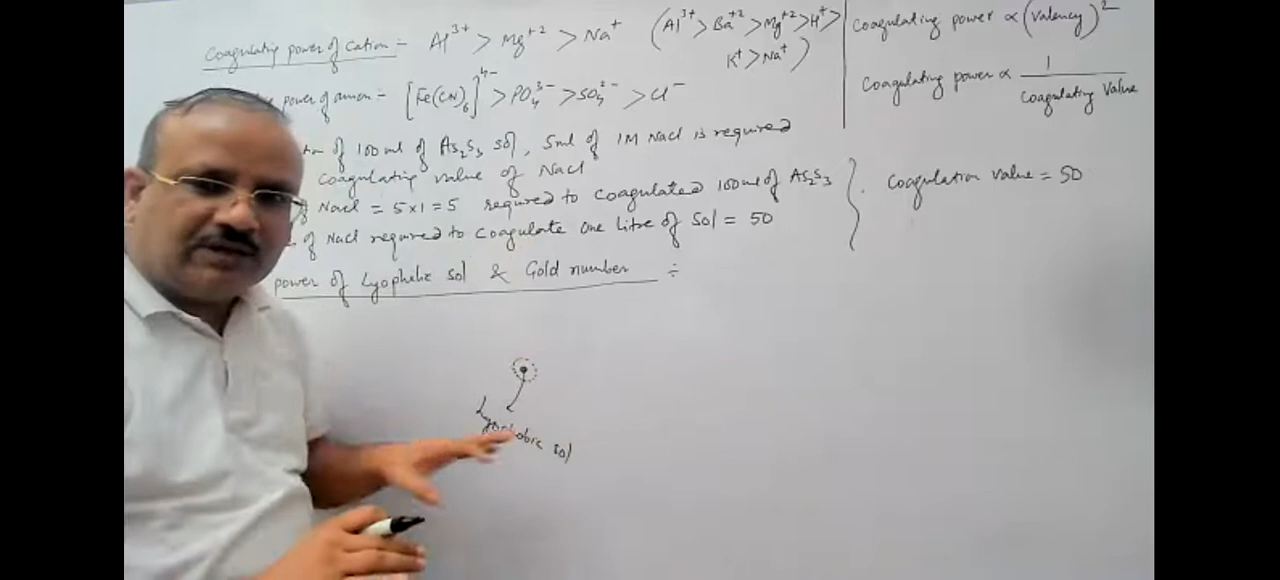 Coagulating power of Cation :- Al³⁺ > Mg⁺² > Na⁺ (Al³⁺ > Ba⁺² > Mg⁺² > H⁺ > K⁺ > Na⁺)
power of anion :- [Fe(CN)₆]⁴⁻ > PO₄³⁻ > SO₄²⁻ > Cl⁻
of 100 ml of As₂S₃ sol, 5ml of 1M Nacl is required
Coagulating value of Nacl
Nacl = 5×1 = 5 required to Coagulated 100ml of As₂S₃
of Nacl required to Coagulate one litre of Sol = 50
power of Lyophilic sol & Gold number :-
Lyophobic sol
Coagulating power ∝ (Valency)²
Coagulating power ∝ 1 / Coagulating Value
Coagulation value = 50